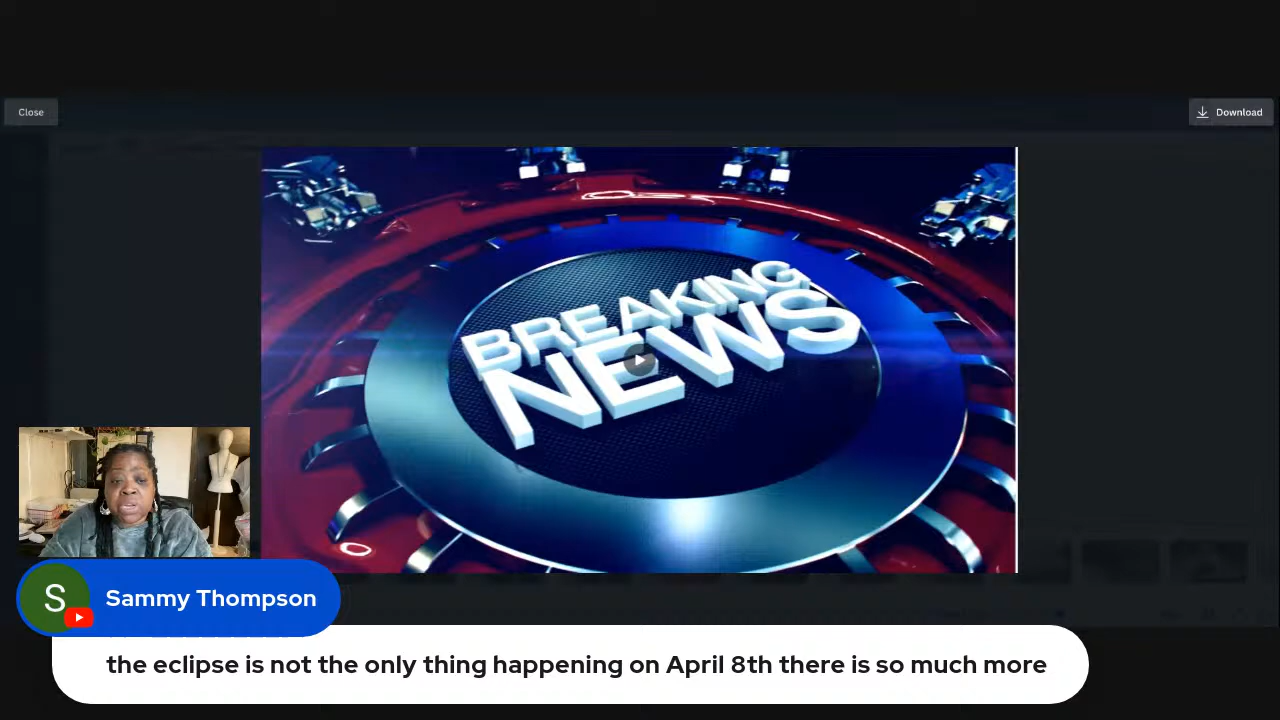 Close
Download
BREAKING
NEWS
S
Sammy Thompson
the eclipse is not the only thing happening on April 8th there is so much more